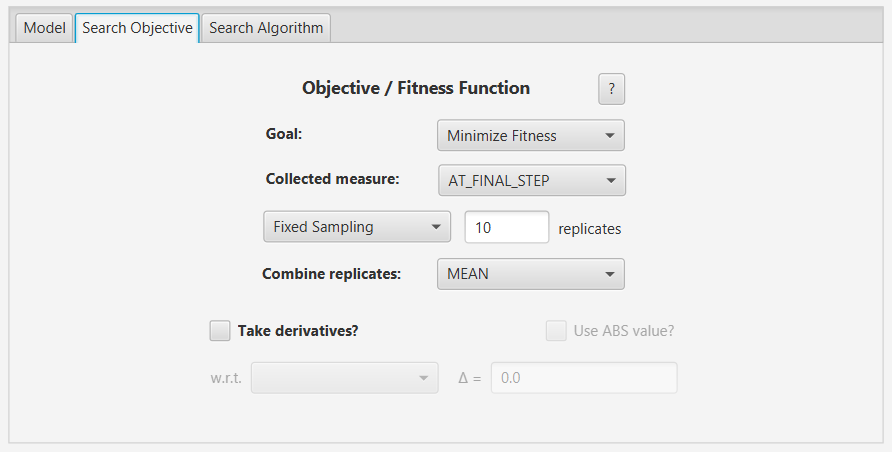 Model Search Objective Search Algorithm
Objective / Fitness Function ?
Goal: Minimize Fitness
Collected measure: AT_FINAL_STEP
Fixed Sampling 10 replicates
Combine replicates: MEAN
Take derivatives? Use ABS value?
w.r.t. Δ = 0.0